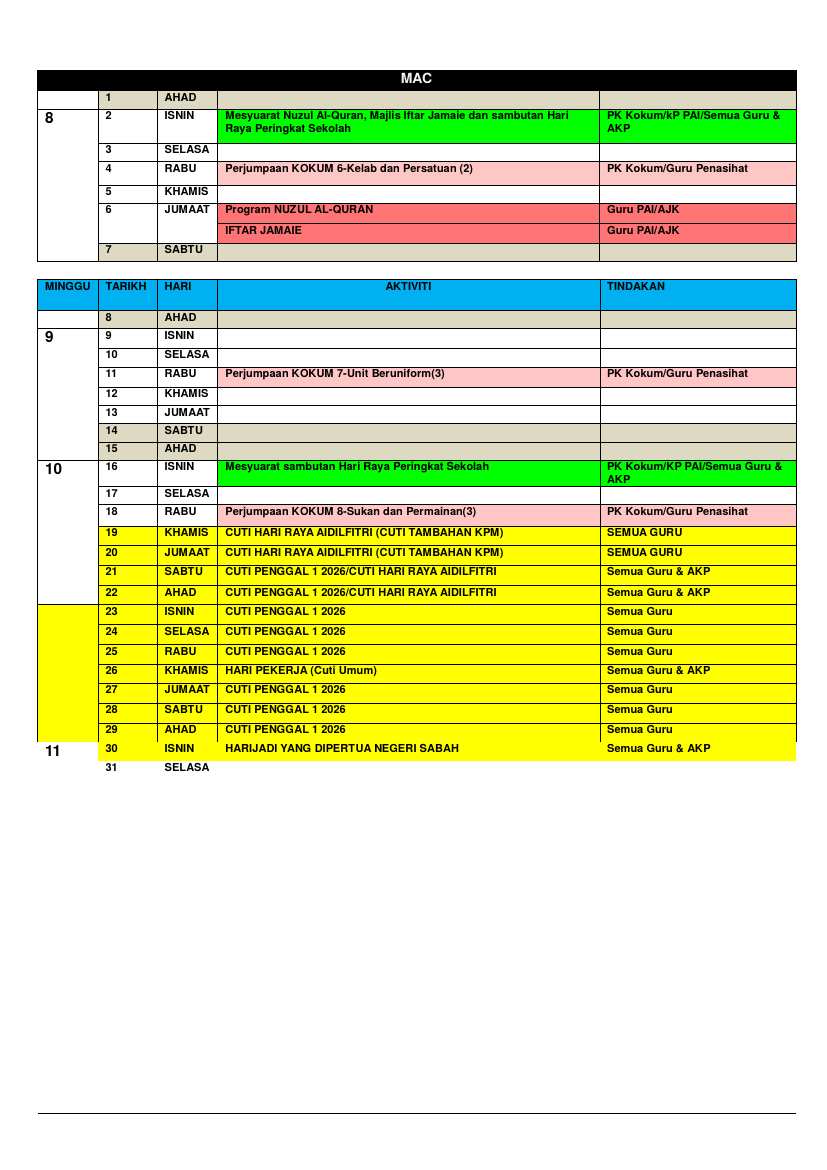 MAC
1 AHAD
8 2 ISNIN Mesyuarat Nuzul Al-Quran, Majlis Iftar Jamaie dan sambutan Hari PK Kokum/kP PAI/Semua Guru &
Raya Peringkat Sekolah AKP
3 SELASA
4 RABU Perjumpaan KOKUM 6-Kelab dan Persatuan (2) PK Kokum/Guru Penasihat
5 KHAMIS
6 JUMAAT Program NUZUL AL-QURAN Guru PAI/AJK
IFTAR JAMAIE Guru PAI/AJK
7 SABTU
MINGGU TARIKH HARI AKTIVITI TINDAKAN
8 AHAD
9 9 ISNIN
10 SELASA
11 RABU Perjumpaan KOKUM 7-Unit Beruniform(3) PK Kokum/Guru Penasihat
12 KHAMIS
13 JUMAAT
14 SABTU
15 AHAD
10 16 ISNIN Mesyuarat sambutan Hari Raya Peringkat Sekolah PK Kokum/KP PAI/Semua Guru &
AKP
17 SELASA
18 RABU Perjumpaan KOKUM 8-Sukan dan Permainan(3) PK Kokum/Guru Penasihat
19 KHAMIS CUTI HARI RAYA AIDILFITRI (CUTI TAMBAHAN KPM) SEMUA GURU
20 JUMAAT CUTI HARI RAYA AIDILFITRI (CUTI TAMBAHAN KPM) SEMUA GURU
21 SABTU CUTI PENGGAL 1 2026/CUTI HARI RAYA AIDILFITRI Semua Guru & AKP
22 AHAD CUTI PENGGAL 1 2026/CUTI HARI RAYA AIDILFITRI Semua Guru & AKP
23 ISNIN CUTI PENGGAL 1 2026 Semua Guru
24 SELASA CUTI PENGGAL 1 2026 Semua Guru
25 RABU CUTI PENGGAL 1 2026 Semua Guru
26 KHAMIS HARI PEKERJA (Cuti Umum) Semua Guru & AKP
27 JUMAAT CUTI PENGGAL 1 2026 Semua Guru
28 SABTU CUTI PENGGAL 1 2026 Semua Guru
29 AHAD CUTI PENGGAL 1 2026 Semua Guru
11 30 ISNIN HARIJADI YANG DIPERTUA NEGERI SABAH Semua Guru & AKP
31 SELASA